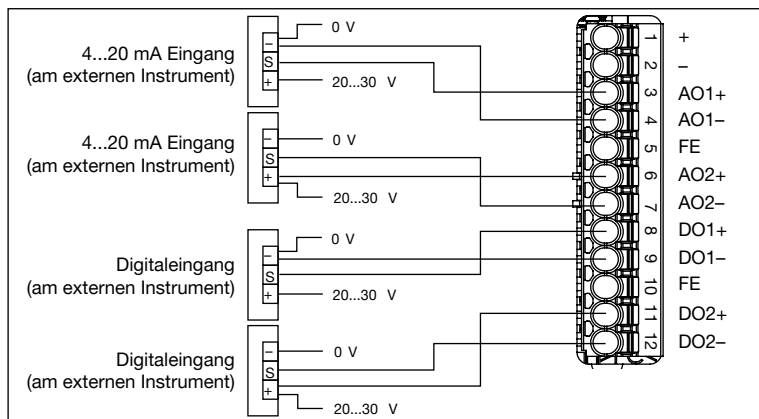 4...20 mA Eingang
(am externen Instrument)
−
S
+
0 V
20...30 V
4...20 mA Eingang
(am externen Instrument)
−
S
+
0 V
20...30 V
Digitaleingang
(am externen Instrument)
−
S
+
0 V
20...30 V
Digitaleingang
(am externen Instrument)
−
S
+
0 V
20...30 V
1 +
2 −
3 AO1+
4 AO1−
5 FE
6 AO2+
7 AO2−
8 DO1+
9 DO1−
10 FE
11 DO2+
12 DO2−